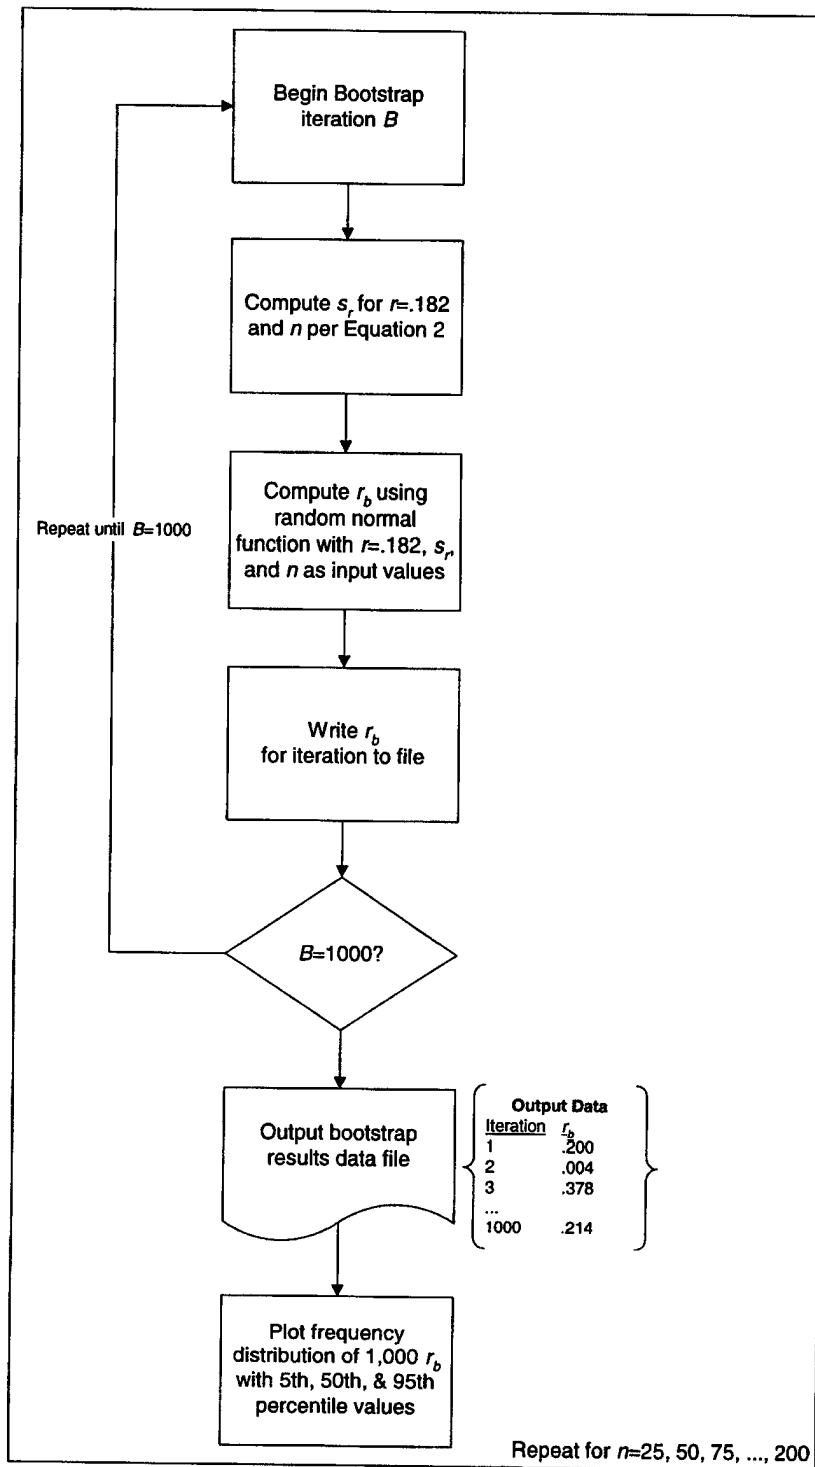 Begin Bootstrap
iteration B
Compute s_r for r=.182
and n per Equation 2
Compute r_b using
random normal
function with r=.182, s_r,
and n as input values
Repeat until B=1000
Write r_b
for iteration to file
B=1000?
Output bootstrap
results data file
Output Data
Iteration r_b
1 .200
2 .004
3 .378
...
1000 .214
Plot frequency
distribution of 1,000 r_b
with 5th, 50th, & 95th
percentile values
Repeat for n=25, 50, 75, ..., 200